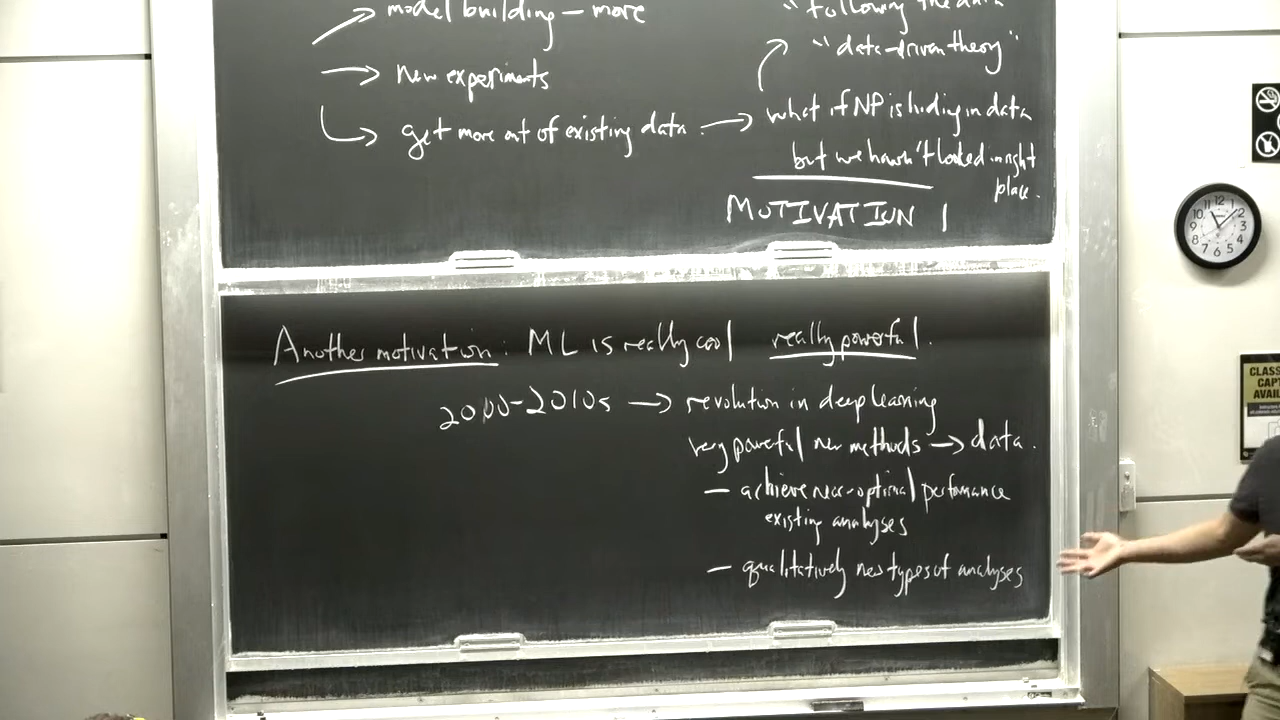 → model building – more
→ new experiments
↳ get more out of existing data → what if NP is hiding in data
but we haven't looked in right
place.
"following the data"
"data-driven theory"
MOTIVATION 1
Another motivation: ML is really cool really powerful.
2000-2010s → revolution in deep learning
very powerful new methods → data.
– achieve near-optimal performance
existing analyses
– qualitatively new types of analyses
CLAS
CAPT
AVAIL